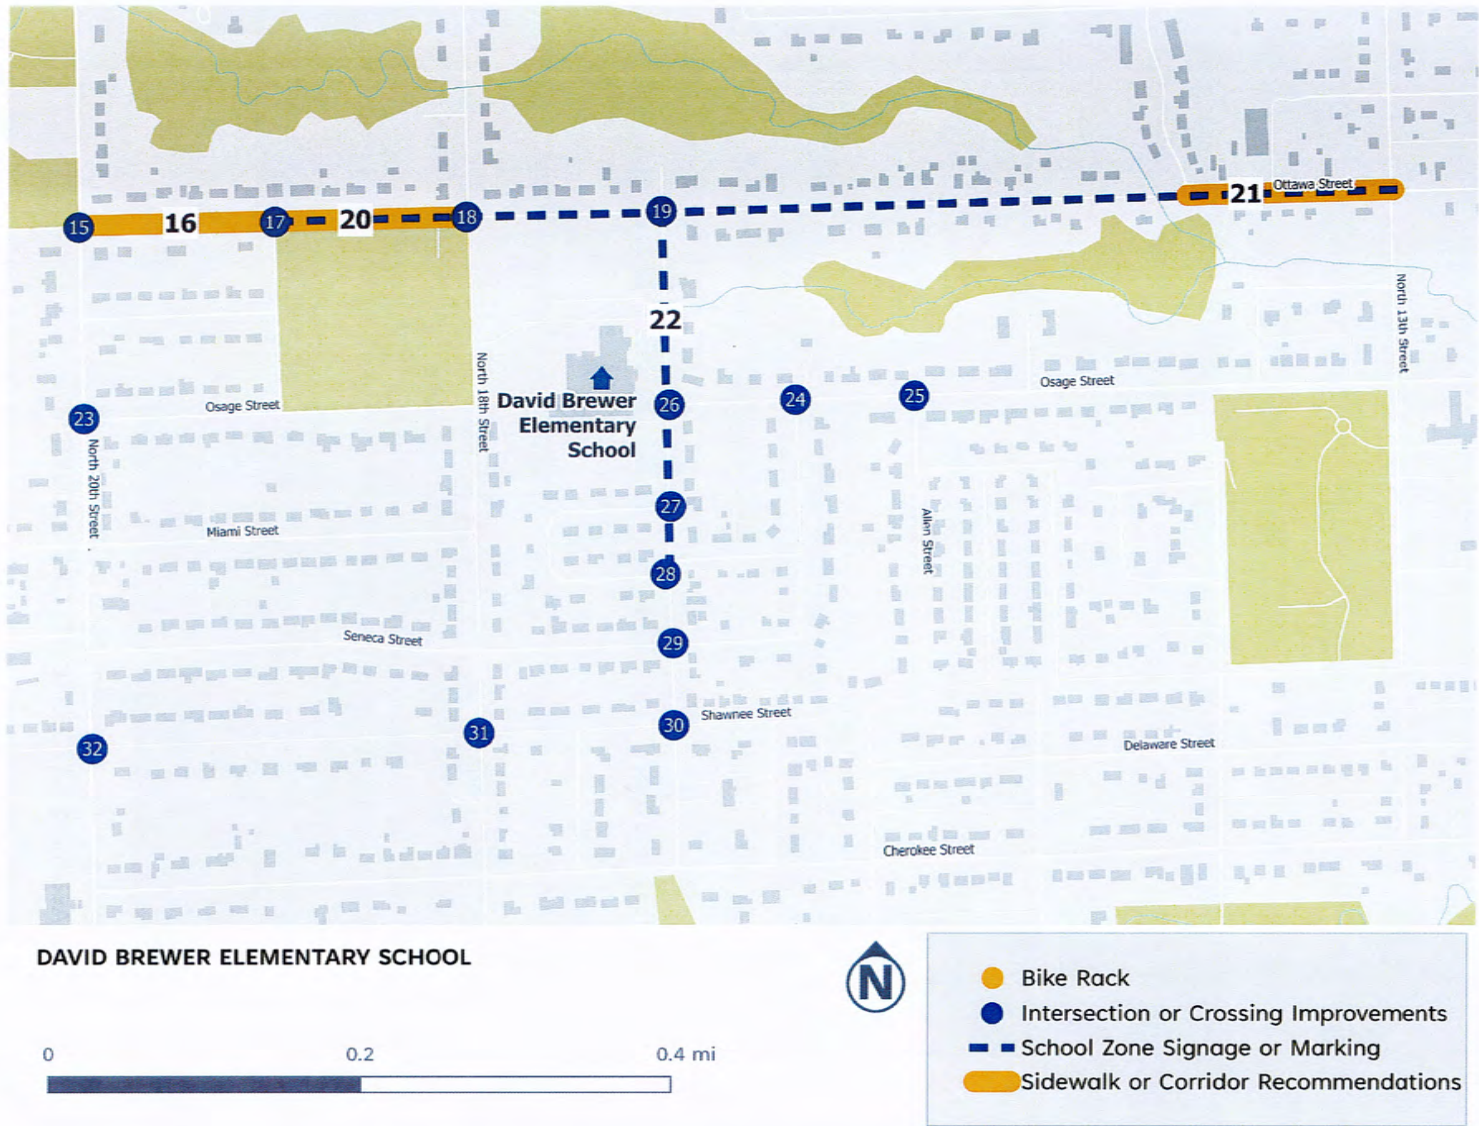 21
Ottawa Street
15
16
17
20
18
19
22
North 13th Street
North 18th Street
Osage Street
David Brewer
Elementary
School
26
24
25
Osage Street
23
North 20th Street
27
Miami Street
Allen Street
28
Seneca Street
29
Shawnee Street
30
31
32
Delaware Street
Cherokee Street
DAVID BREWER ELEMENTARY SCHOOL
N
0 0.2 0.4 mi
Bike Rack
Intersection or Crossing Improvements
School Zone Signage or Marking
Sidewalk or Corridor Recommendations